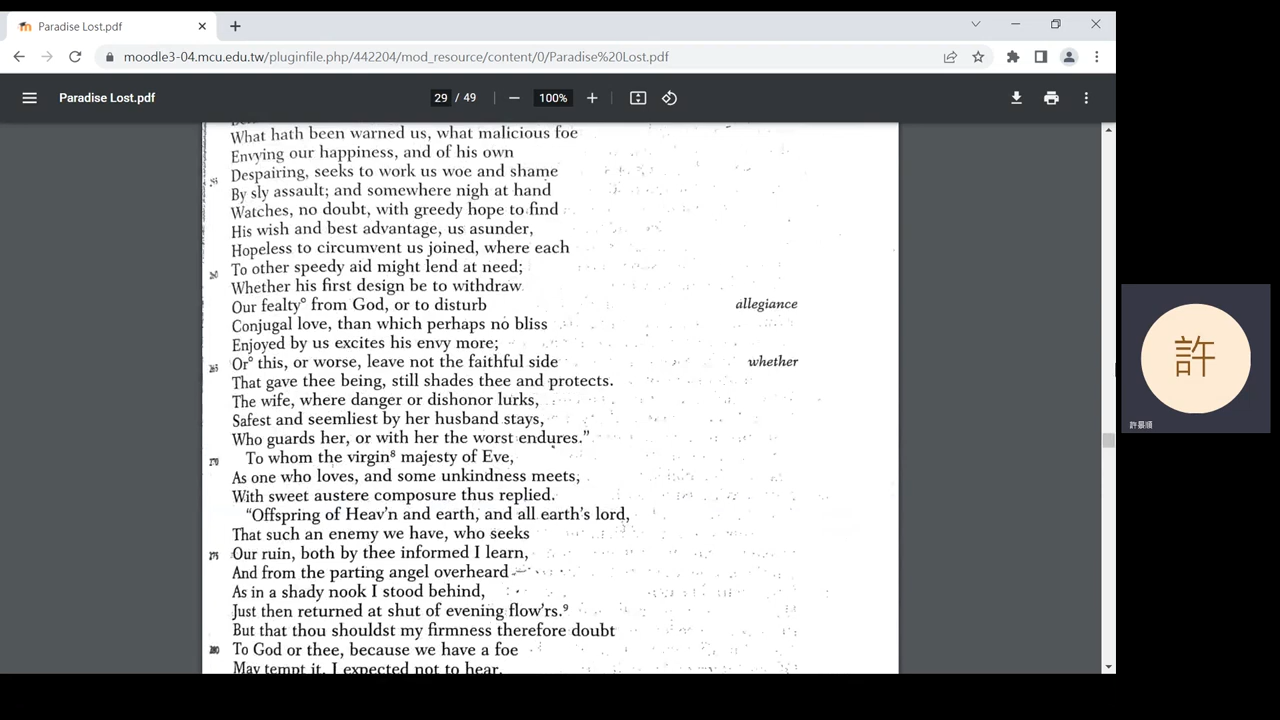 Paradise Lost.pdf
moodle3-04.mcu.edu.tw/pluginfile.php/442204/mod_resource/content/0/Paradise%20Lost.pdf
Paradise Lost.pdf
29 / 49
100%
What hath been warned us, what malicious foe
Envying our happiness, and of his own
255 Despairing, seeks to work us woe and shame
By sly assault; and somewhere nigh at hand
Watches, no doubt, with greedy hope to find
His wish and best advantage, us asunder,
Hopeless to circumvent us joined, where each
260 To other speedy aid might lend at need;
Whether his first design be to withdraw
Our fealty° from God, or to disturb allegiance
Conjugal love, than which perhaps no bliss
Enjoyed by us excites his envy more;
265 Or° this, or worse, leave not the faithful side whether
That gave thee being, still shades thee and protects.
The wife, where danger or dishonor lurks,
Safest and seemliest by her husband stays,
Who guards her, or with her the worst endures.”
270 To whom the virgin⁸ majesty of Eve,
As one who loves, and some unkindness meets,
With sweet austere composure thus replied.
“Offspring of Heav’n and earth, and all earth’s lord,
That such an enemy we have, who seeks
275 Our ruin, both by thee informed I learn,
And from the parting angel overheard
As in a shady nook I stood behind,
Just then returned at shut of evening flow’rs.⁹
But that thou shouldst my firmness therefore doubt
280 To God or thee, because we have a foe
May tempt it, I expected not to hear.
許